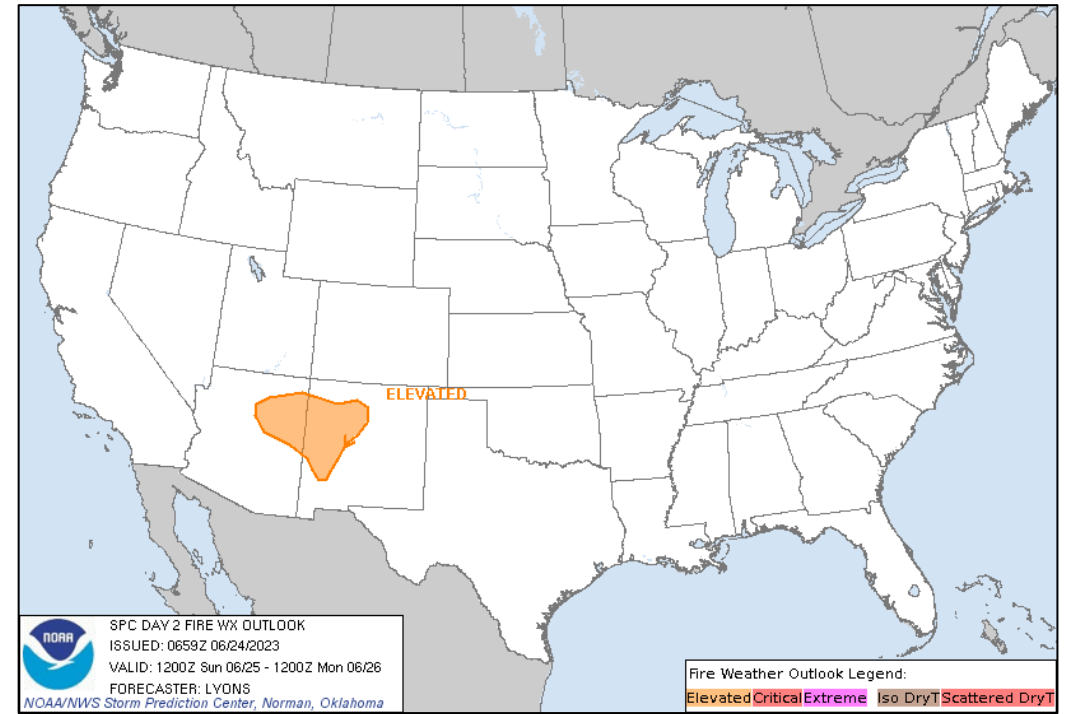 ELEVATED
NOAA
SPC DAY 2 FIRE WX OUTLOOK
ISSUED: 0659Z 06/24/2023
VALID: 1200Z Sun 06/25 - 1200Z Mon 06/26
FORECASTER: LYONS
NOAA/NWS Storm Prediction Center, Norman, Oklahoma
Fire Weather Outlook Legend:
Elevated Critical Extreme Iso DryT Scattered DryT